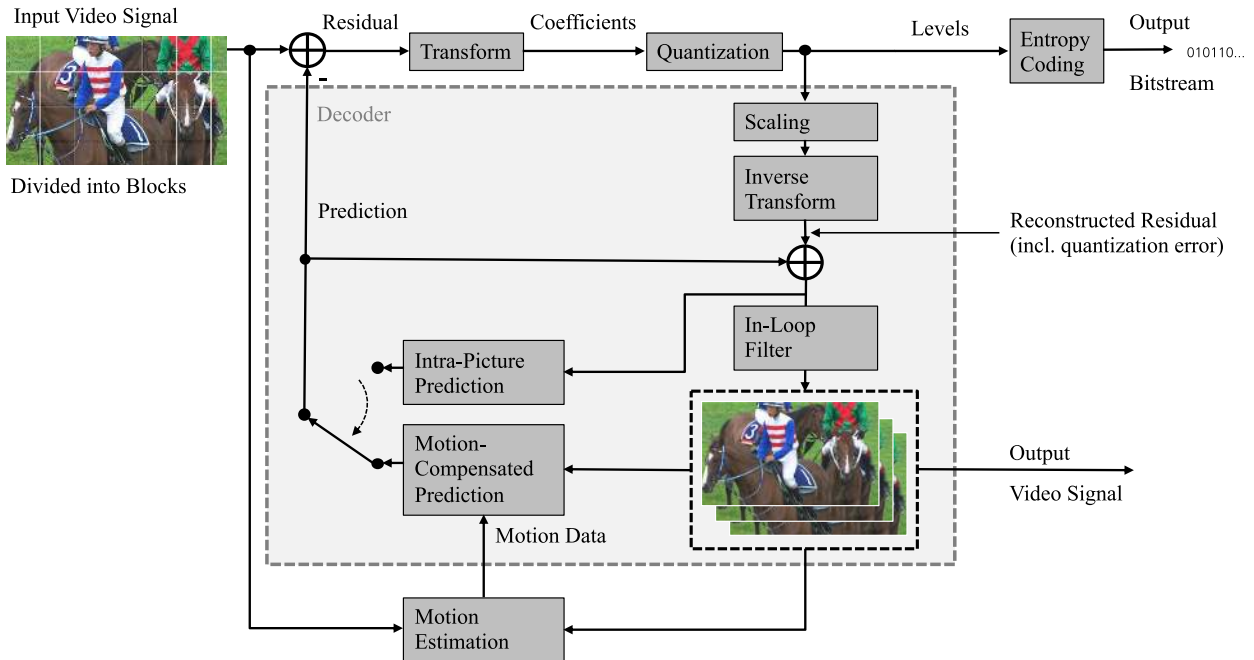 Input Video Signal
Residual
Coefficients
Levels
Output
Transform
Quantization
Entropy
Coding
010110...
Bitstream
-
Decoder
Scaling
3
Divided into Blocks
Inverse
Transform
Prediction
Reconstructed Residual
(incl. quantization error)
In-Loop
Filter
Intra-Picture
Prediction
3
Motion-
Compensated
Prediction
Output
Video Signal
Motion Data
Motion
Estimation